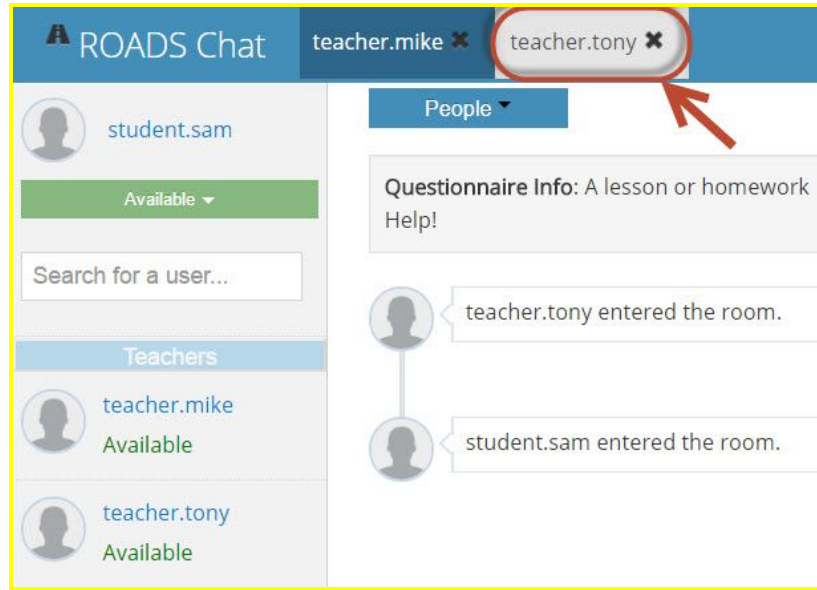 ROADS Chat
teacher.mike ✖
teacher.tony ✖
student.sam
Available
Search for a user...
Teachers
teacher.mike
Available
teacher.tony
Available
People
Questionnaire Info: A lesson or homework
Help!
teacher.tony entered the room.
student.sam entered the room.